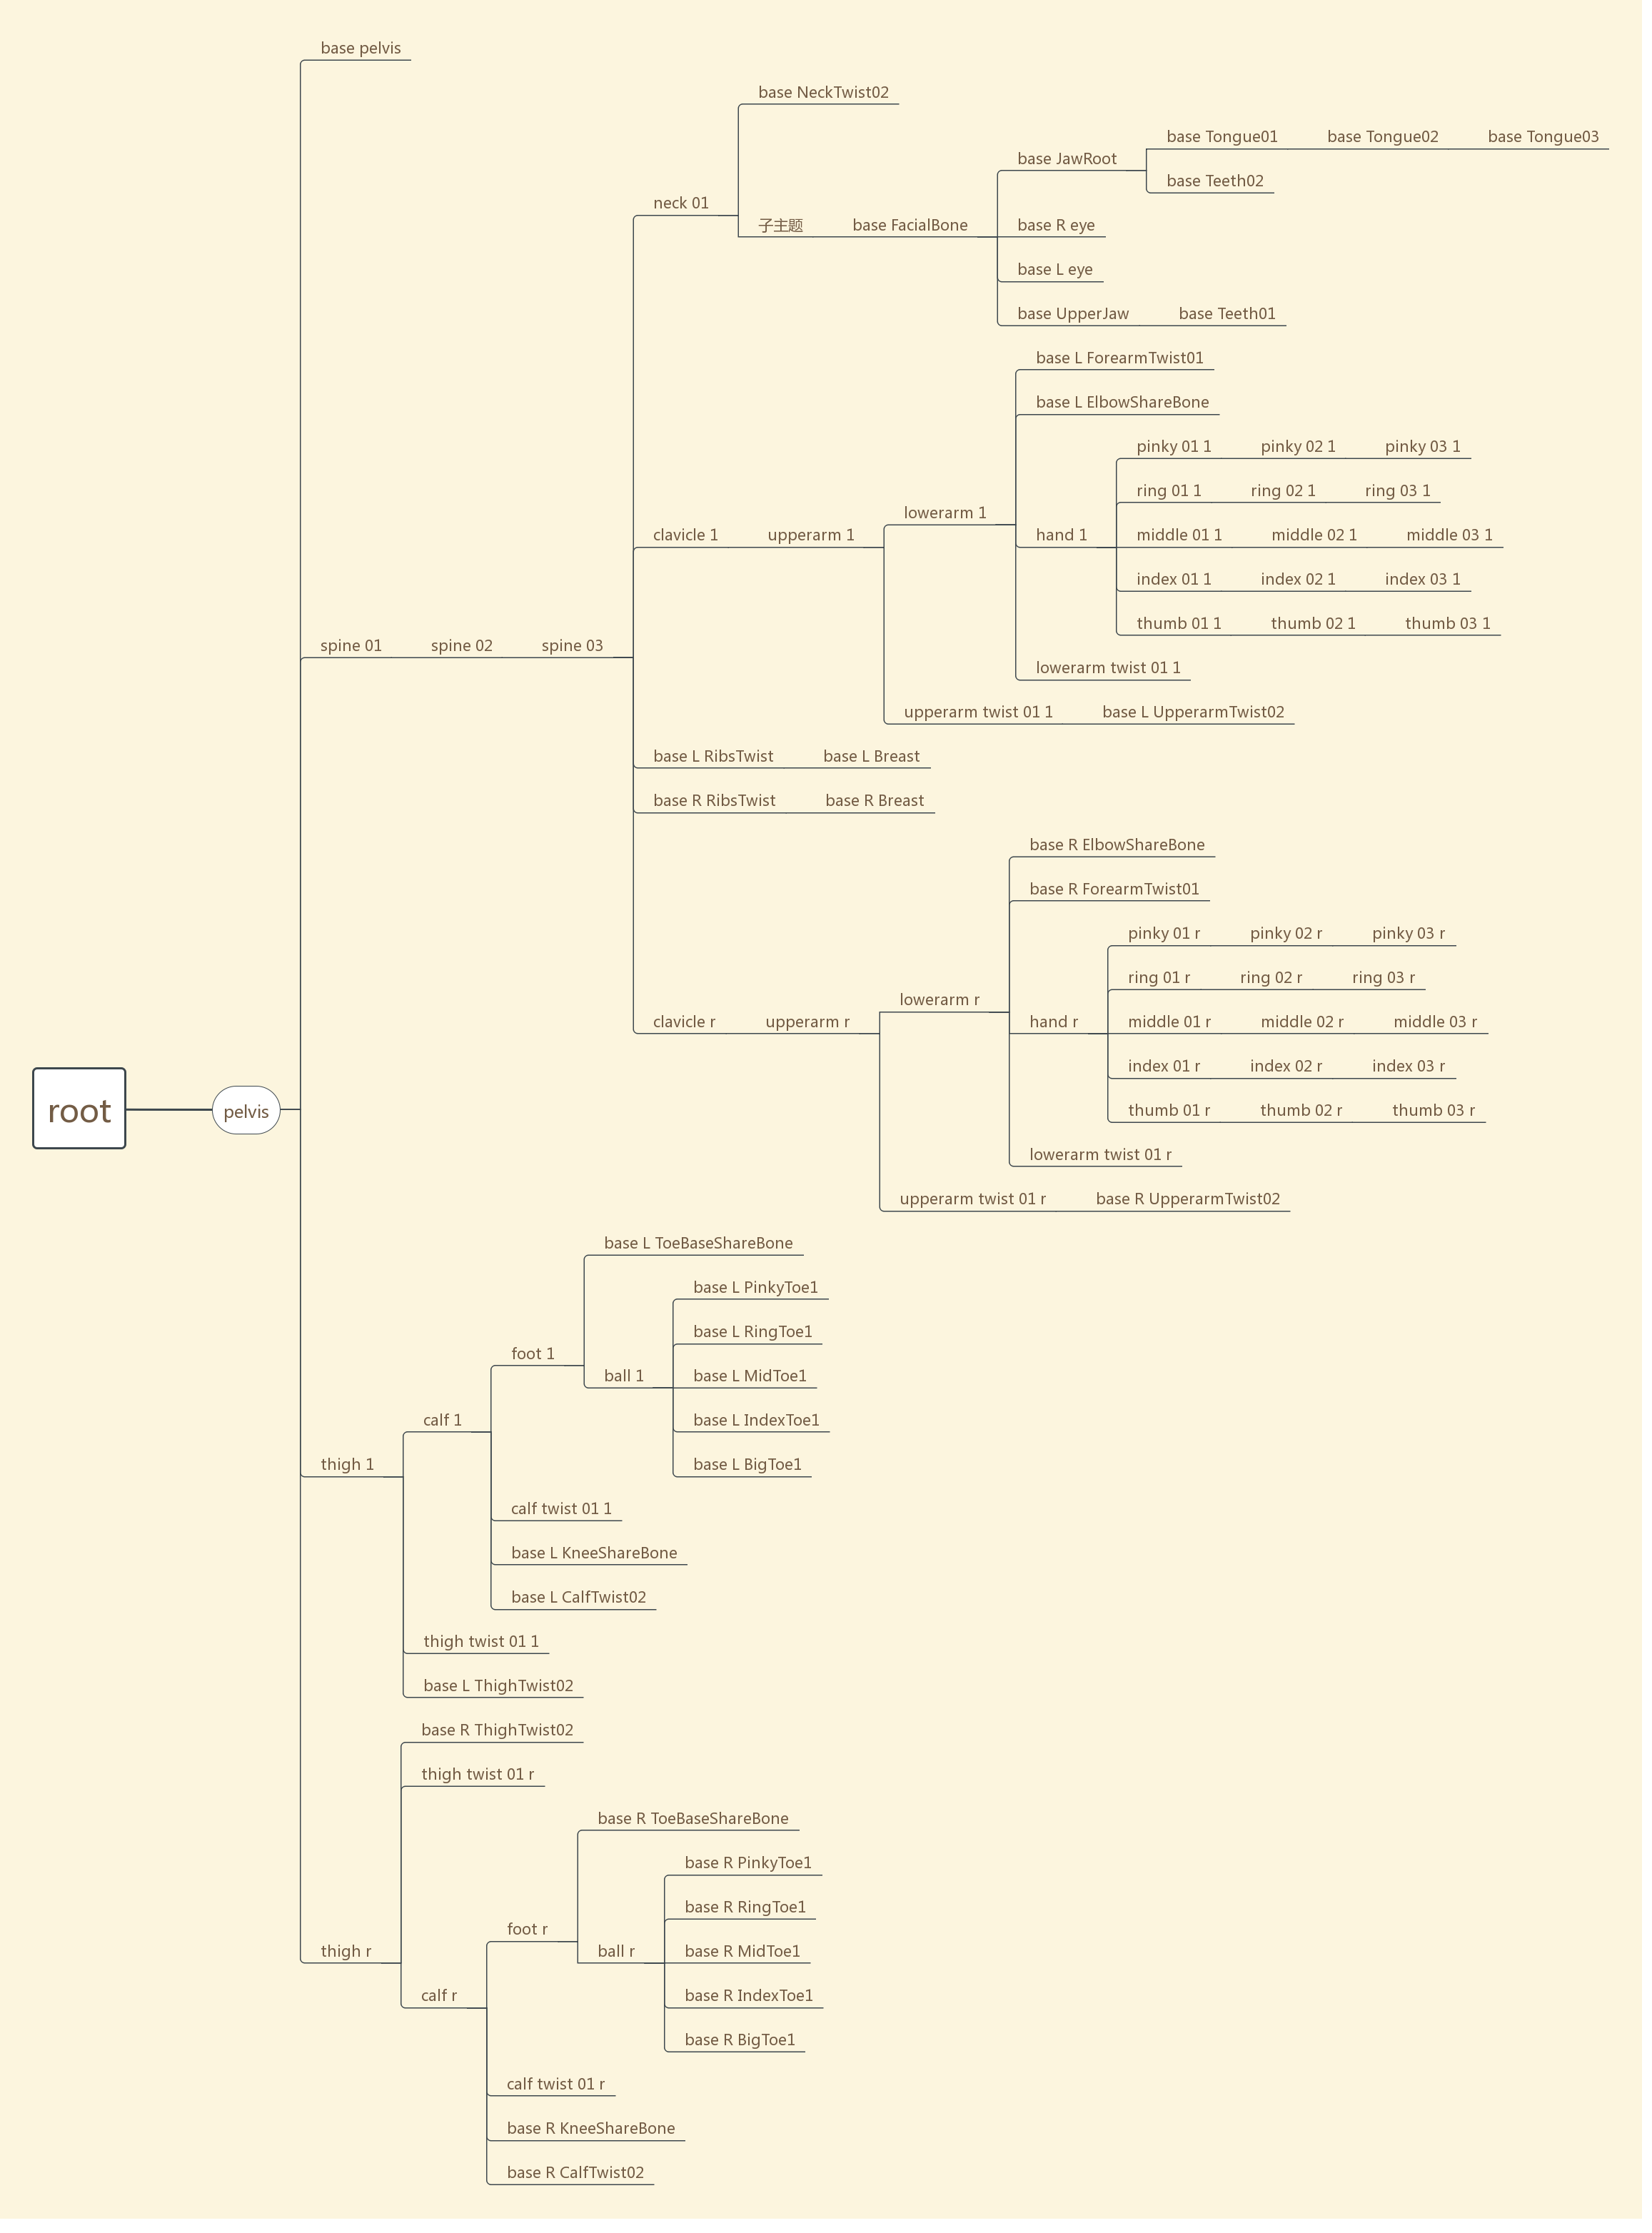 root
pelvis
base pelvis
spine 01
spine 02
spine 03
neck 01
base NeckTwist02
子主题
base FacialBone
base JawRoot
base Tongue01
base Tongue02
base Tongue03
base Teeth02
base R eye
base L eye
base UpperJaw
base Teeth01
clavicle 1
upperarm 1
lowerarm 1
base L ForearmTwist01
base L ElbowShareBone
hand 1
pinky 01 1
pinky 02 1
pinky 03 1
ring 01 1
ring 02 1
ring 03 1
middle 01 1
middle 02 1
middle 03 1
index 01 1
index 02 1
index 03 1
thumb 01 1
thumb 02 1
thumb 03 1
lowerarm twist 01 1
upperarm twist 01 1
base L UpperarmTwist02
base L RibsTwist
base L Breast
base R RibsTwist
base R Breast
clavicle r
upperarm r
lowerarm r
base R ElbowShareBone
base R ForearmTwist01
hand r
pinky 01 r
pinky 02 r
pinky 03 r
ring 01 r
ring 02 r
ring 03 r
middle 01 r
middle 02 r
middle 03 r
index 01 r
index 02 r
index 03 r
thumb 01 r
thumb 02 r
thumb 03 r
lowerarm twist 01 r
upperarm twist 01 r
base R UpperarmTwist02
thigh 1
calf 1
foot 1
base L ToeBaseShareBone
ball 1
base L PinkyToe1
base L RingToe1
base L MidToe1
base L IndexToe1
base L BigToe1
calf twist 01 1
base L KneeShareBone
base L CalfTwist02
thigh twist 01 1
base L ThighTwist02
thigh r
base R ThighTwist02
thigh twist 01 r
calf r
foot r
base R ToeBaseShareBone
ball r
base R PinkyToe1
base R RingToe1
base R MidToe1
base R IndexToe1
base R BigToe1
calf twist 01 r
base R KneeShareBone
base R CalfTwist02